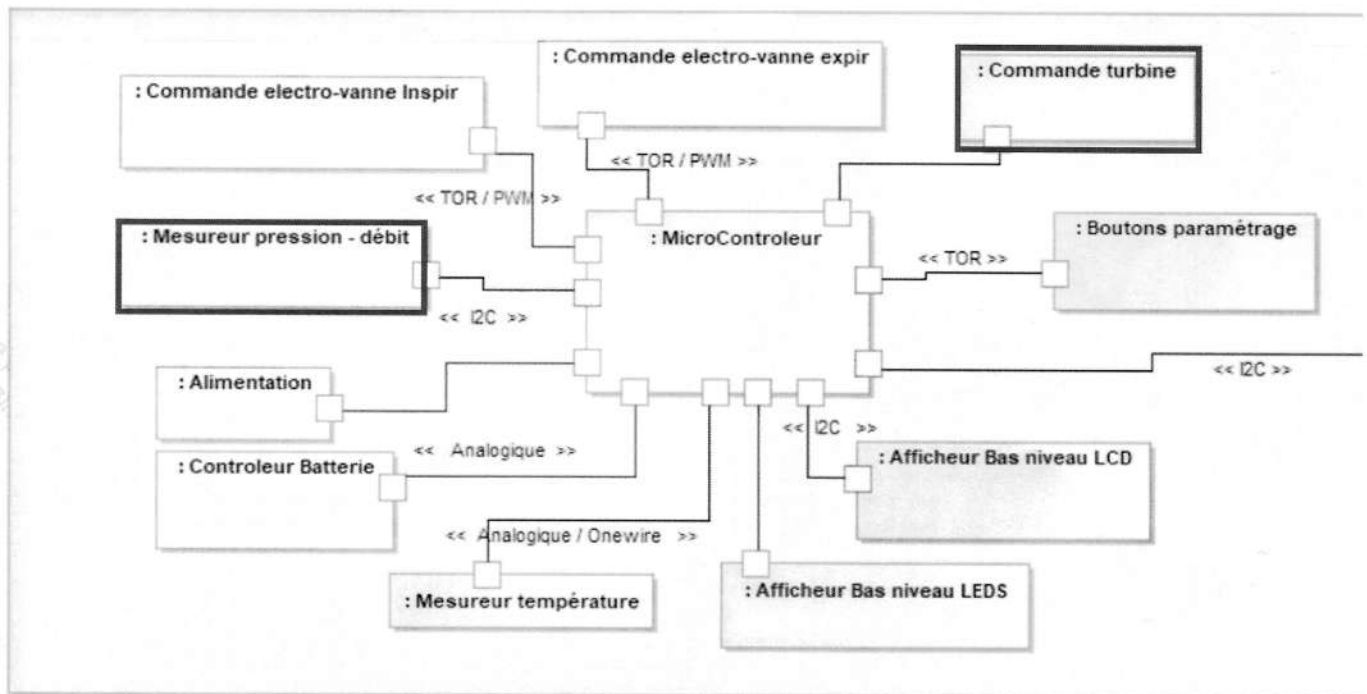 : Commande electro-vanne expir
: Commande turbine
: Commande electro-vanne Inspir
<< TOR / PWM >>
<< TOR / PWM >>
: Mesureur pression - débit
: MicroControleur
: Boutons paramétrage
<< TOR >>
<< I2C >>
<< I2C >>
: Alimentation
<< I2C >>
<< Analogique >>
: Controleur Batterie
: Afficheur Bas niveau LCD
<< Analogique / Onewire >>
: Mesureur température
: Afficheur Bas niveau LEDS